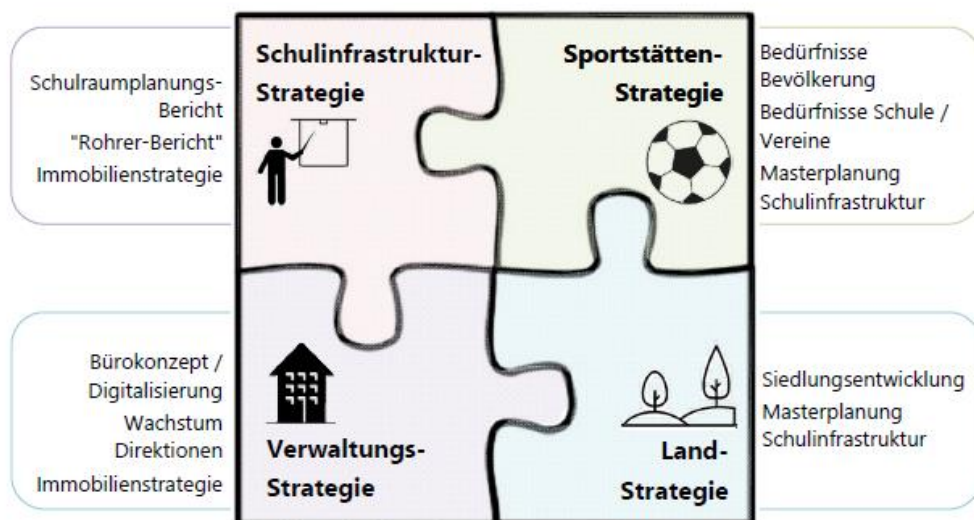 Schulraumplanungs-
Bericht
"Rohrer-Bericht"
Immobilienstrategie
Schulinfrastruktur-
Strategie
Sportstätten-
Strategie
Bedürfnisse
Bevölkerung
Bedürfnisse Schule /
Vereine
Masterplanung
Schulinfrastruktur
Bürokonzept /
Digitalisierung
Wachstum
Direktionen
Immobilienstrategie
Verwaltungs-
Strategie
Land-
Strategie
Siedlungsentwicklung
Masterplanung
Schulinfrastruktur